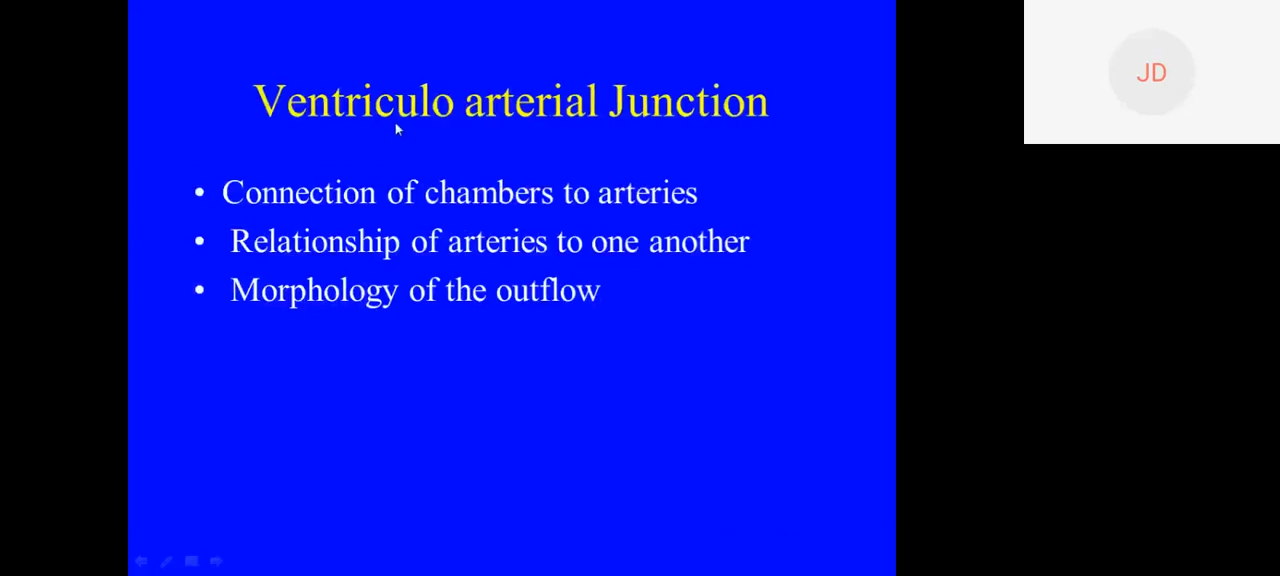 Ventriculo arterial Junction
• Connection of chambers to arteries
• Relationship of arteries to one another
• Morphology of the outflow
JD